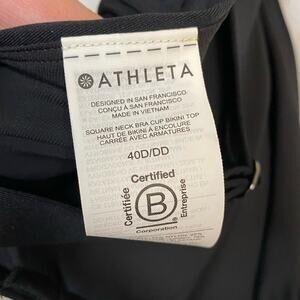 ATHLETA
DESIGNED IN SAN FRANCISCO
CONÇU À SAN FRANCISCO
MADE IN VIETNAM
SQUARE NECK BRA CUP BIKINI TOP
HAUT DE BIKINI À ENCOLURE
CARRÉE AVEC ARMATURES
40D/DD
Certified
Certifiée
B
Entreprise
Corporation